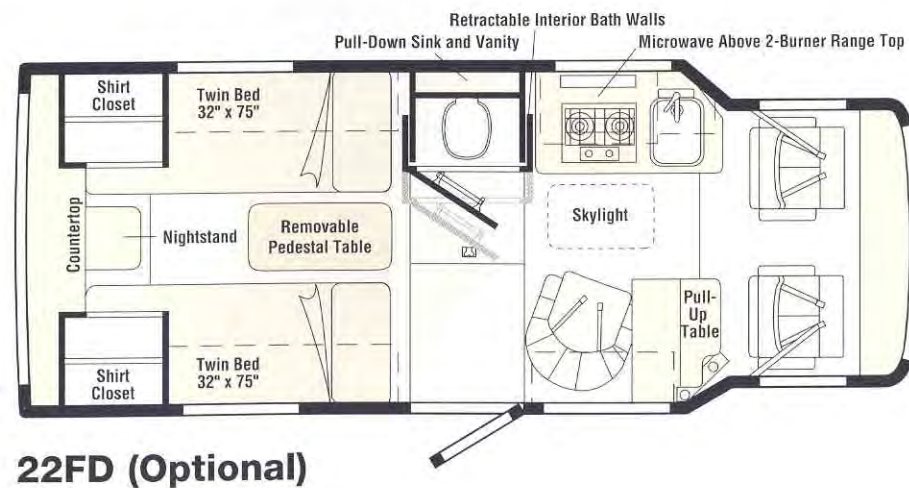 Retractable Interior Bath Walls
Pull-Down Sink and Vanity
Microwave Above 2-Burner Range Top
Shirt
Closet
Twin Bed
32" x 75"
Countertop
Nightstand
Removable
Pedestal Table
Skylight
Pull-
Up
Table
Twin Bed
32" x 75"
Shirt
Closet
22FD (Optional)